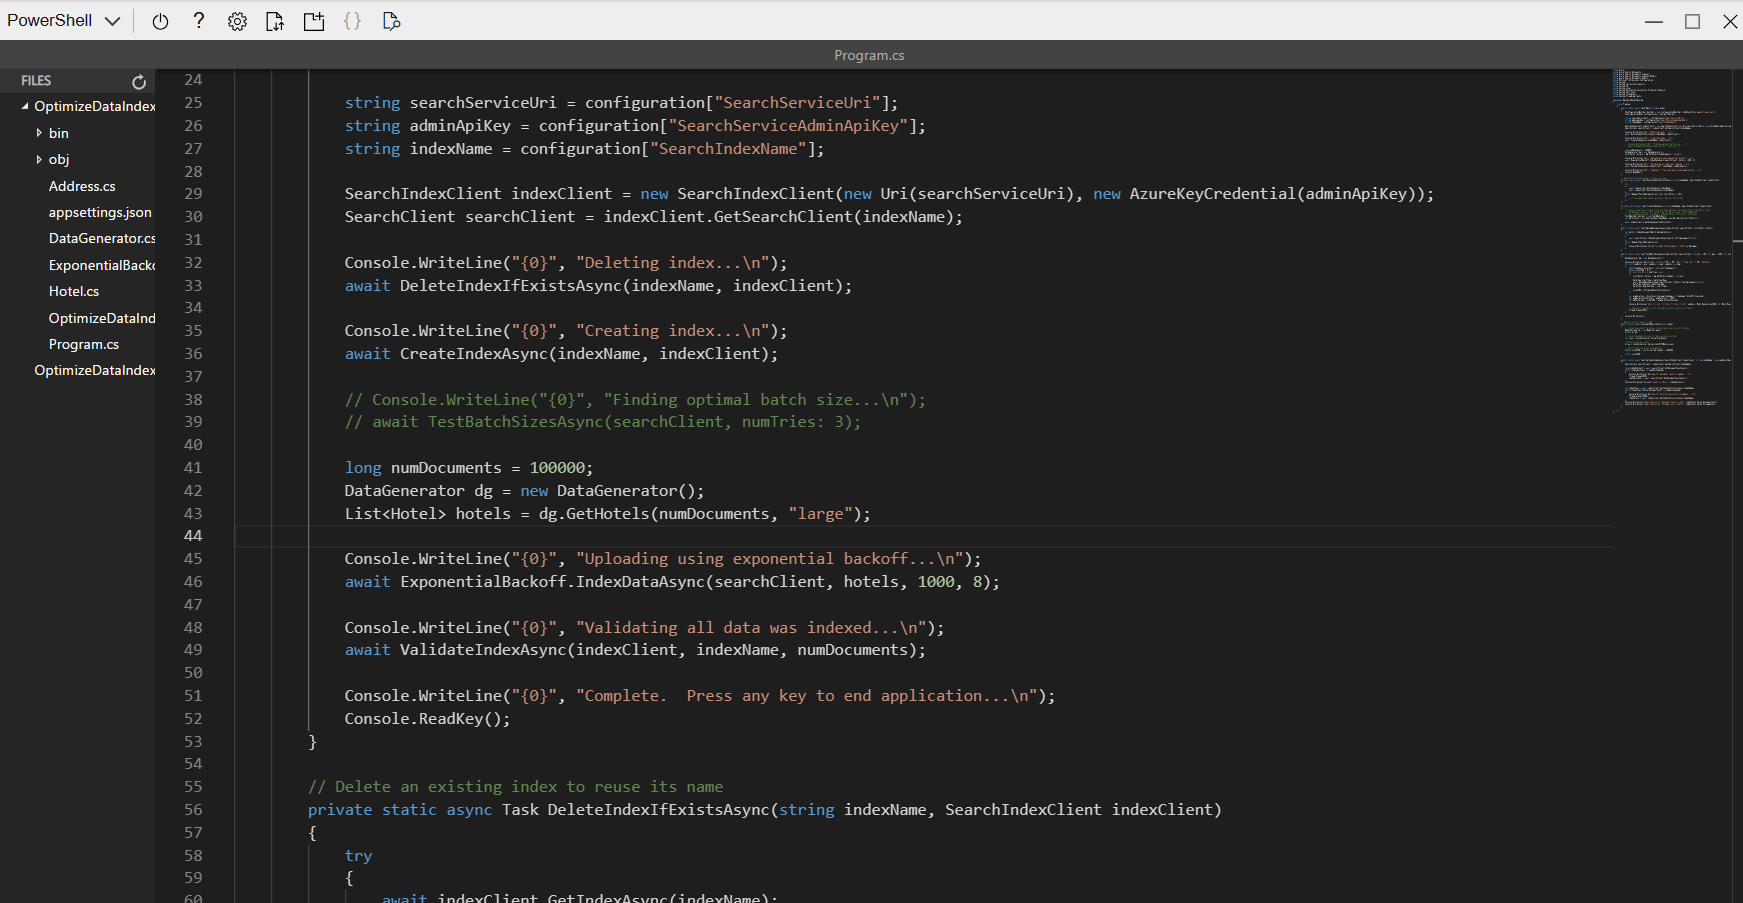 PowerShell
Program.cs
FILES
OptimizeDataIndex
bin
obj
Address.cs
appsettings.json
DataGenerator.cs
ExponentialBacko
Hotel.cs
OptimizeDataInd
Program.cs
OptimizeDataIndex
24
25 string searchServiceUri = configuration["SearchServiceUri"];
26 string adminApiKey = configuration["SearchServiceAdminApiKey"];
27 string indexName = configuration["SearchIndexName"];
28
29 SearchIndexClient indexClient = new SearchIndexClient(new Uri(searchServiceUri), new AzureKeyCredential(adminApiKey));
30 SearchClient searchClient = indexClient.GetSearchClient(indexName);
31
32 Console.WriteLine("{0}", "Deleting index...\n");
33 await DeleteIndexIfExistsAsync(indexName, indexClient);
34
35 Console.WriteLine("{0}", "Creating index...\n");
36 await CreateIndexAsync(indexName, indexClient);
37
38 // Console.WriteLine("{0}", "Finding optimal batch size...\n");
39 // await TestBatchSizesAsync(searchClient, numTries: 3);
40
41 long numDocuments = 100000;
42 DataGenerator dg = new DataGenerator();
43 List<Hotel> hotels = dg.GetHotels(numDocuments, "large");
44
45 Console.WriteLine("{0}", "Uploading using exponential backoff...\n");
46 await ExponentialBackoff.IndexDataAsync(searchClient, hotels, 1000, 8);
47
48 Console.WriteLine("{0}", "Validating all data was indexed...\n");
49 await ValidateIndexAsync(indexClient, indexName, numDocuments);
50
51 Console.WriteLine("{0}", "Complete.  Press any key to end application...\n");
52 Console.ReadKey();
53 }
54
55 // Delete an existing index to reuse its name
56 private static async Task DeleteIndexIfExistsAsync(string indexName, SearchIndexClient indexClient)
57 {
58 try
59 {
60 await indexClient.GetIndexAsync(indexName);